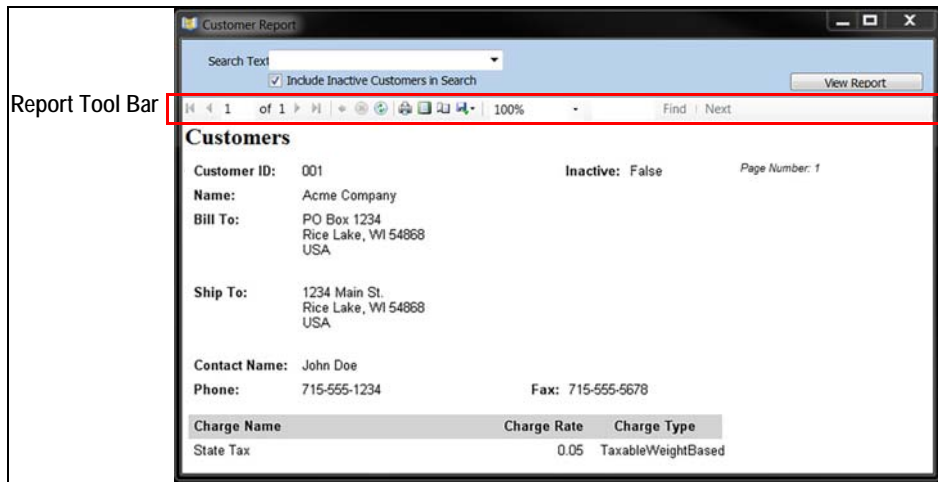 Customer Report
Search Text
Include Inactive Customers in Search
View Report
Report Tool Bar
1 of 1 100% Find | Next
Customers
Customer ID: 001 Inactive: False Page Number: 1
Name: Acme Company
Bill To: PO Box 1234
Rice Lake, WI 54868
USA
Ship To: 1234 Main St.
Rice Lake, WI 54868
USA
Contact Name: John Doe
Phone: 715-555-1234 Fax: 715-555-5678
Charge Name Charge Rate Charge Type
State Tax 0.05 TaxableWeightBased